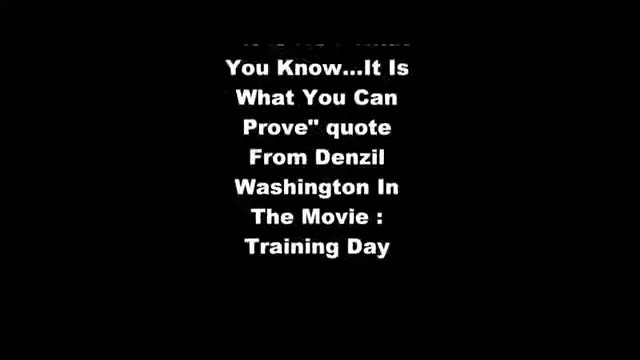 You Know...It Is
What You Can
Prove" quote
From Denzil
Washington In
The Movie :
Training Day